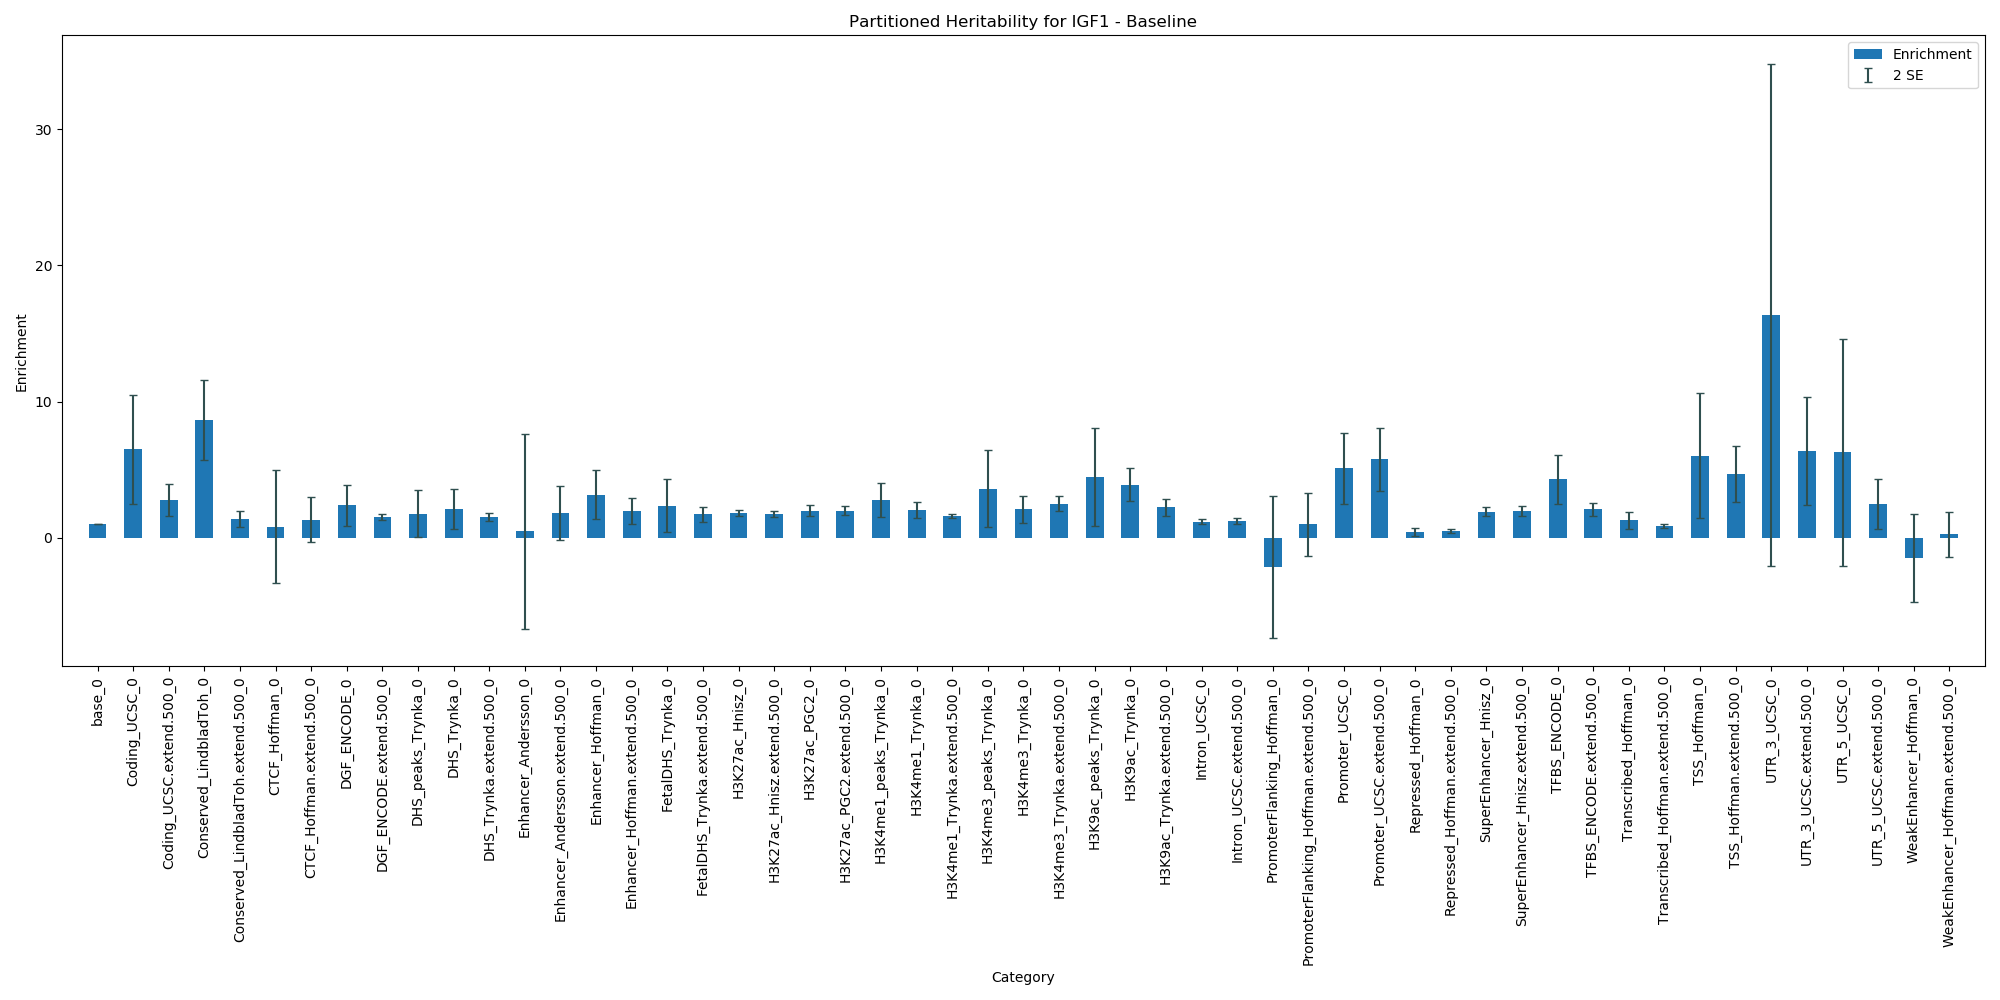 Partitioned Heritability for IGF1 - Baseline
Enrichment
2 SE
30
20
10
0
Enrichment
base_0
Coding_UCSC_0
Coding_UCSC.extend.500_0
Conserved_LindbladToh_0
Conserved_LindbladToh.extend.500_0
CTCF_Hoffman_0
CTCF_Hoffman.extend.500_0
DGF_ENCODE_0
DGF_ENCODE.extend.500_0
DHS_peaks_Trynka_0
DHS_Trynka_0
DHS_Trynka.extend.500_0
Enhancer_Andersson_0
Enhancer_Andersson.extend.500_0
Enhancer_Hoffman_0
Enhancer_Hoffman.extend.500_0
FetalDHS_Trynka_0
FetalDHS_Trynka.extend.500_0
H3K27ac_Hnisz_0
H3K27ac_Hnisz.extend.500_0
H3K27ac_PGC2_0
H3K27ac_PGC2.extend.500_0
H3K4me1_peaks_Trynka_0
H3K4me1_Trynka_0
H3K4me1_Trynka.extend.500_0
H3K4me3_peaks_Trynka_0
H3K4me3_Trynka_0
H3K4me3_Trynka.extend.500_0
H3K9ac_peaks_Trynka_0
H3K9ac_Trynka_0
H3K9ac_Trynka.extend.500_0
Intron_UCSC_0
Intron_UCSC.extend.500_0
PromoterFlanking_Hoffman_0
PromoterFlanking_Hoffman.extend.500_0
Promoter_UCSC_0
Promoter_UCSC.extend.500_0
Repressed_Hoffman_0
Repressed_Hoffman.extend.500_0
SuperEnhancer_Hnisz_0
SuperEnhancer_Hnisz.extend.500_0
TFBS_ENCODE_0
TFBS_ENCODE.extend.500_0
Transcribed_Hoffman_0
Transcribed_Hoffman.extend.500_0
TSS_Hoffman_0
TSS_Hoffman.extend.500_0
UTR_3_UCSC_0
UTR_3_UCSC.extend.500_0
UTR_5_UCSC_0
UTR_5_UCSC.extend.500_0
WeakEnhancer_Hoffman_0
WeakEnhancer_Hoffman.extend.500_0
Category